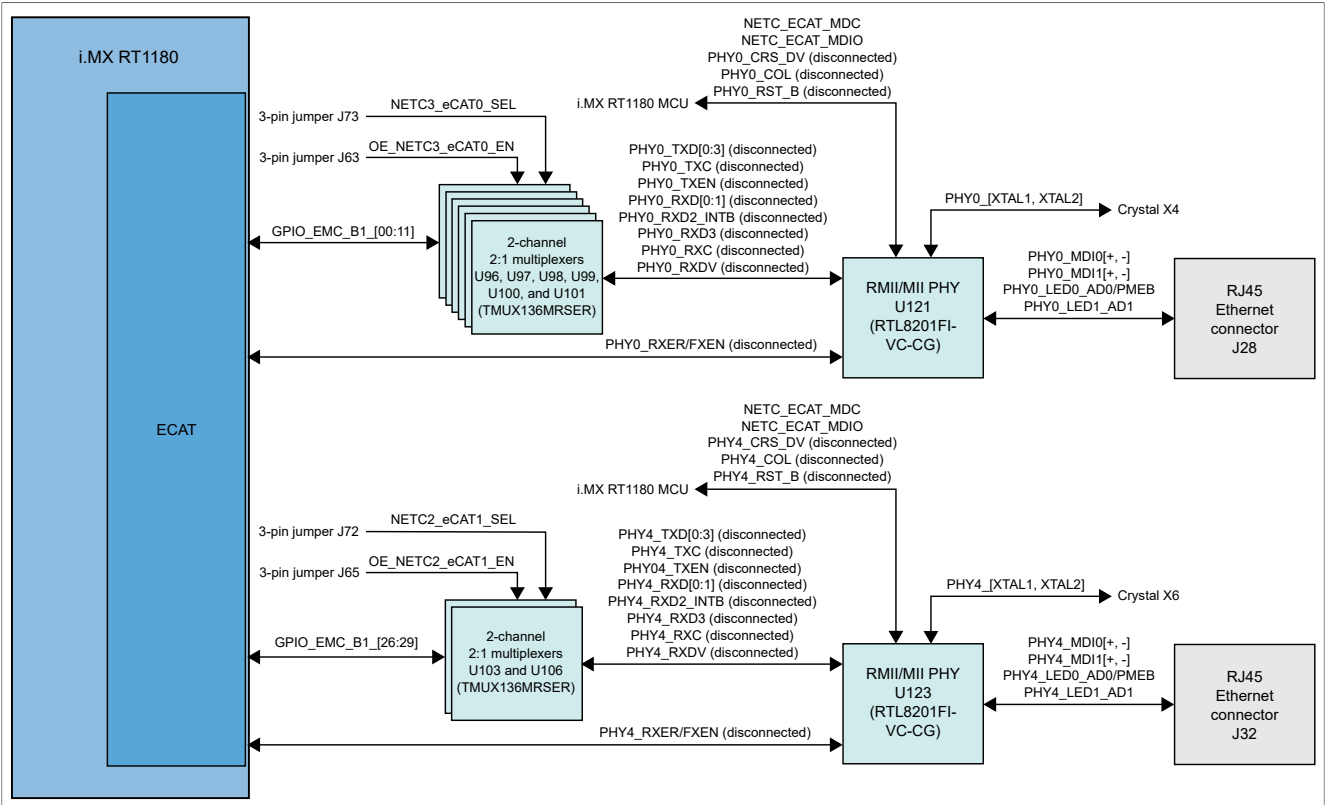 i.MX RT1180
ECAT
3-pin jumper J73
NETC3_eCAT0_SEL
3-pin jumper J63
OE_NETC3_eCAT0_EN
GPIO_EMC_B1_[00:11]
2-channel
2:1 multiplexers
U96, U97, U98, U99,
U100, and U101
(TMUX136MRSER)
NETC_ECAT_MDC
NETC_ECAT_MDIO
PHY0_CRS_DV (disconnected)
PHY0_COL (disconnected)
PHY0_RST_B (disconnected)
i.MX RT1180 MCU
PHY0_TXD[0:3] (disconnected)
PHY0_TXC (disconnected)
PHY0_TXEN (disconnected)
PHY0_RXD[0:1] (disconnected)
PHY0_RXD2_INTB (disconnected)
PHY0_RXD3 (disconnected)
PHY0_RXC (disconnected)
PHY0_RXDV (disconnected)
PHY0_RXER/FXEN (disconnected)
RMII/MII PHY
U121
(RTL8201FI-
VC-CG)
PHY0_[XTAL1, XTAL2]
Crystal X4
PHY0_MDI0[+, -]
PHY0_MDI1[+, -]
PHY0_LED0_AD0/PMEB
PHY0_LED1_AD1
RJ45
Ethernet
connector
J28
3-pin jumper J72
NETC2_eCAT1_SEL
3-pin jumper J65
OE_NETC2_eCAT1_EN
GPIO_EMC_B1_[26:29]
2-channel
2:1 multiplexers
U103 and U106
(TMUX136MRSER)
NETC_ECAT_MDC
NETC_ECAT_MDIO
PHY4_CRS_DV (disconnected)
PHY4_COL (disconnected)
PHY4_RST_B (disconnected)
i.MX RT1180 MCU
PHY4_TXD[0:3] (disconnected)
PHY4_TXC (disconnected)
PHY04_TXEN (disconnected)
PHY4_RXD[0:1] (disconnected)
PHY4_RXD2_INTB (disconnected)
PHY4_RXD3 (disconnected)
PHY4_RXC (disconnected)
PHY4_RXDV (disconnected)
PHY4_RXER/FXEN (disconnected)
RMII/MII PHY
U123
(RTL8201FI-
VC-CG)
PHY4_[XTAL1, XTAL2]
Crystal X6
PHY4_MDI0[+, -]
PHY4_MDI1[+, -]
PHY4_LED0_AD0/PMEB
PHY4_LED1_AD1
RJ45
Ethernet
connector
J32